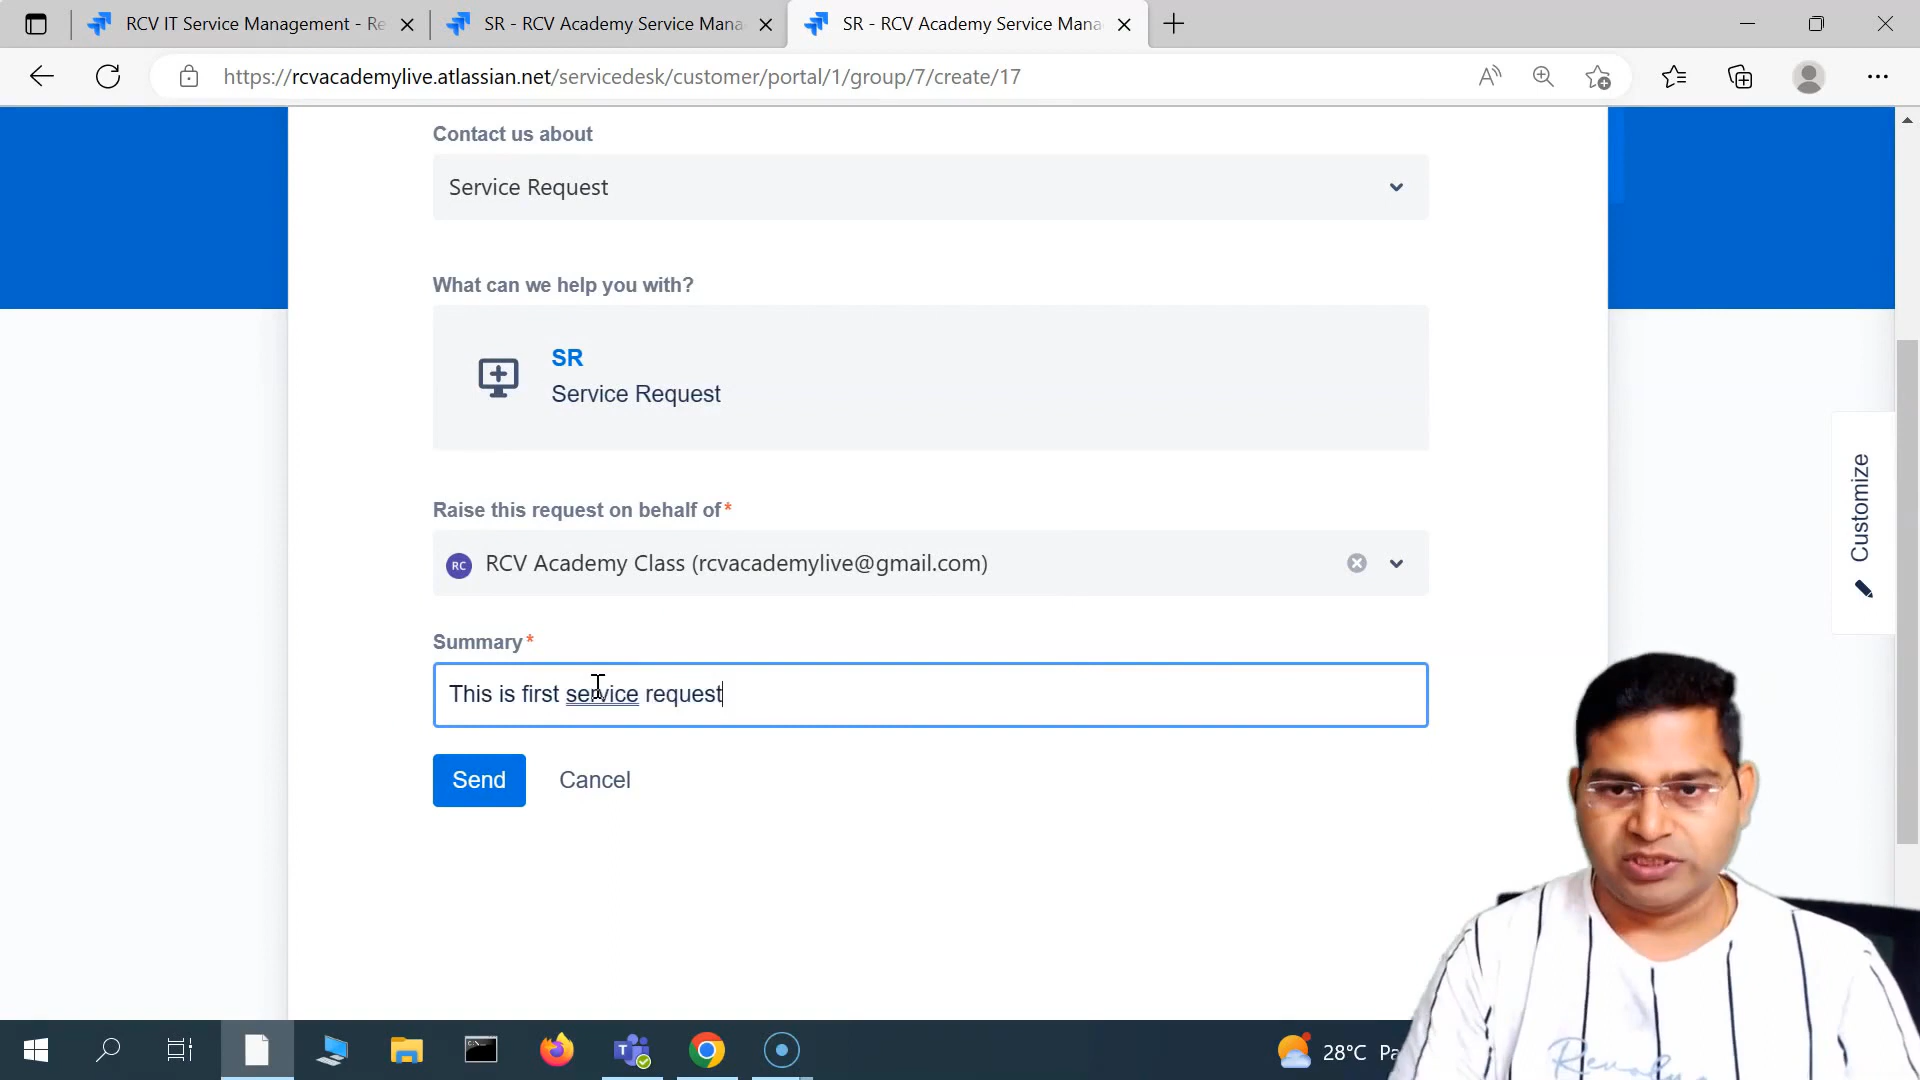 RCV IT Service Management - Re
SR - RCV Academy Service Mana
SR - RCV Academy Service Mana
https://rcvacademylive.atlassian.net/servicedesk/customer/portal/1/group/7/create/17
Contact us about
Service Request
What can we help you with?
SR
Service Request
Raise this request on behalf of*
RC RCV Academy Class (rcvacademylive@gmail.com)
Summary*
This is first service request
Send Cancel
Customize
28°C Pa